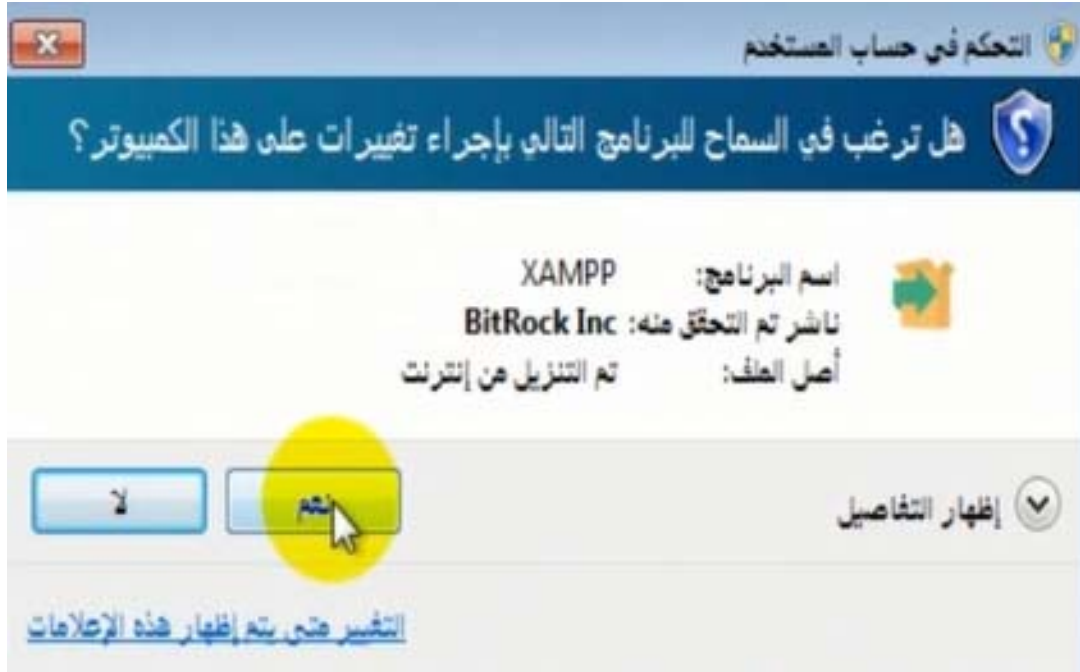 التحكم في حساب المستخدم
هل ترغب في السماح للبرنامج التالي بإجراء تغييرات على هذا الكمبيوتر؟
اسم البرنامج: XAMPP
ناشر تم التحقق منه: BitRock Inc
أصل الملف: تم التنزيل من إنترنت
إظهار التفاصيل
نعم
لا
التغيير متى يتم إظهار هذه الإعلامات